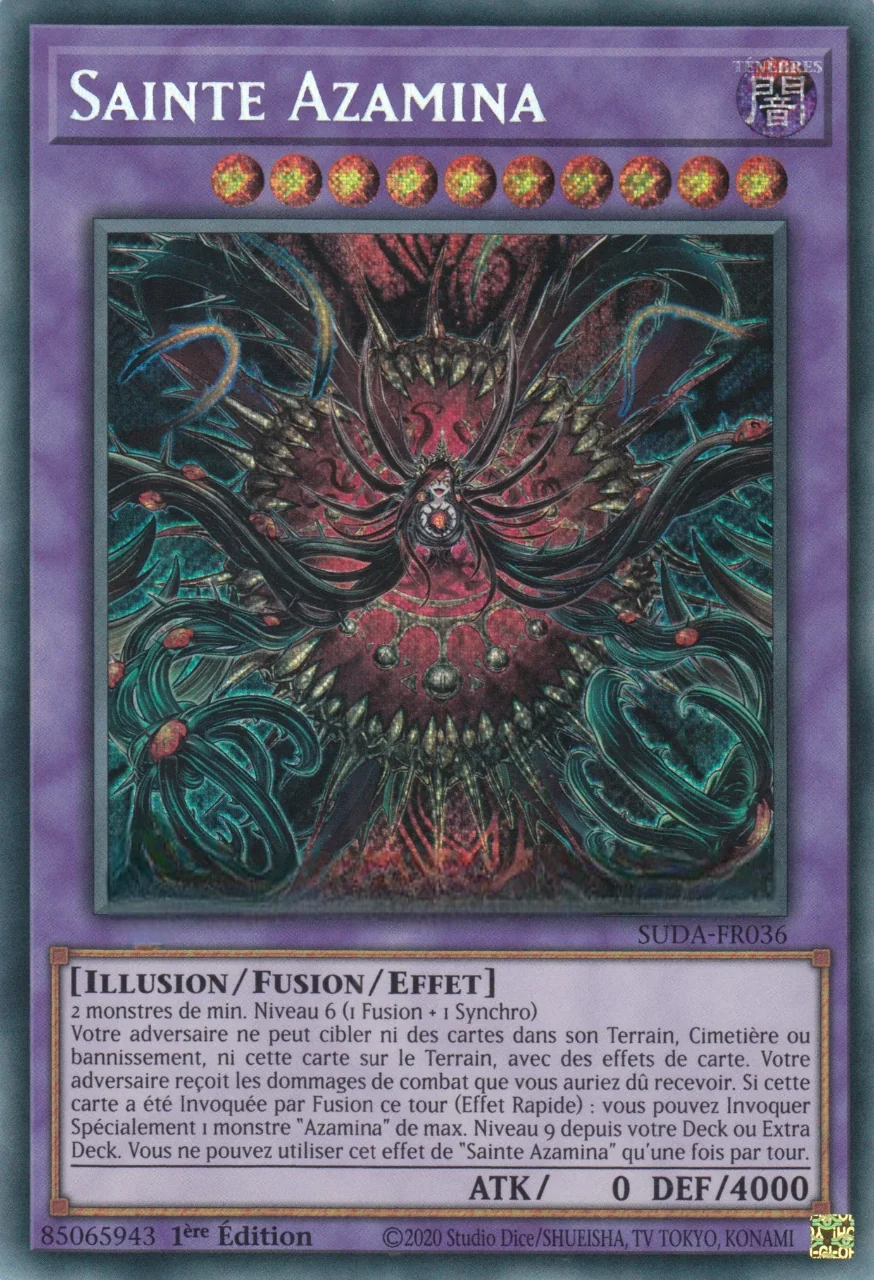 SAINTE AZAMINA
TÉNÈBRES
闇
SUDA-FR036
[ILLUSION/FUSION/EFFET]
2 monstres de min. Niveau 6 (1 Fusion + 1 Synchro)
Votre adversaire ne peut cibler ni des cartes dans son Terrain, Cimetière ou
bannissement, ni cette carte sur le Terrain, avec des effets de carte. Votre
adversaire reçoit les dommages de combat que vous auriez dû recevoir. Si cette
carte a été Invoquée par Fusion ce tour (Effet Rapide) : vous pouvez Invoquer
Spécialement 1 monstre "Azamina" de max. Niveau 9 depuis votre Deck ou Extra
Deck. Vous ne pouvez utiliser cet effet de "Sainte Azamina" qu'une fois par tour.
ATK/ 0 DEF/4000
85065943 1ère Édition ©2020 Studio Dice/SHUEISHA, TV TOKYO, KONAMI